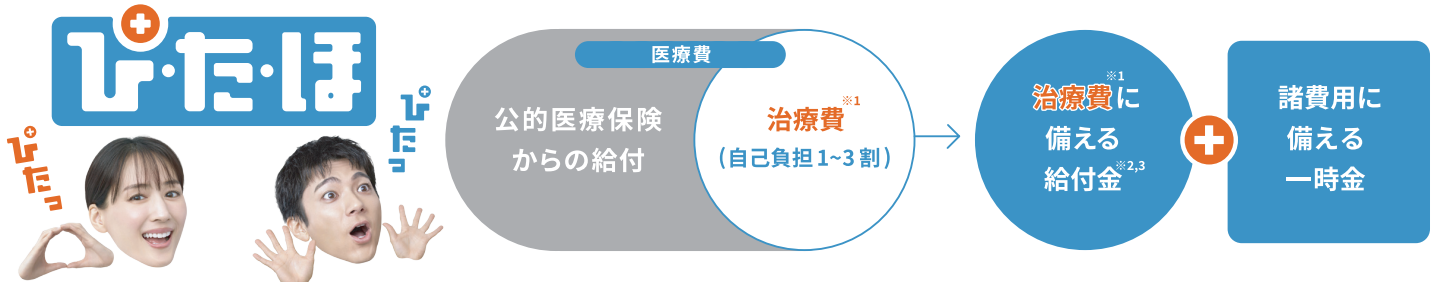 ぴ・た・ほ
ぴたっ
ぴたっ
医療費
公的医療保険
からの給付
治療費※1
(自己負担1~3割)
治療費※1に
備える
給付金※2,3
諸費用に
備える
一時金